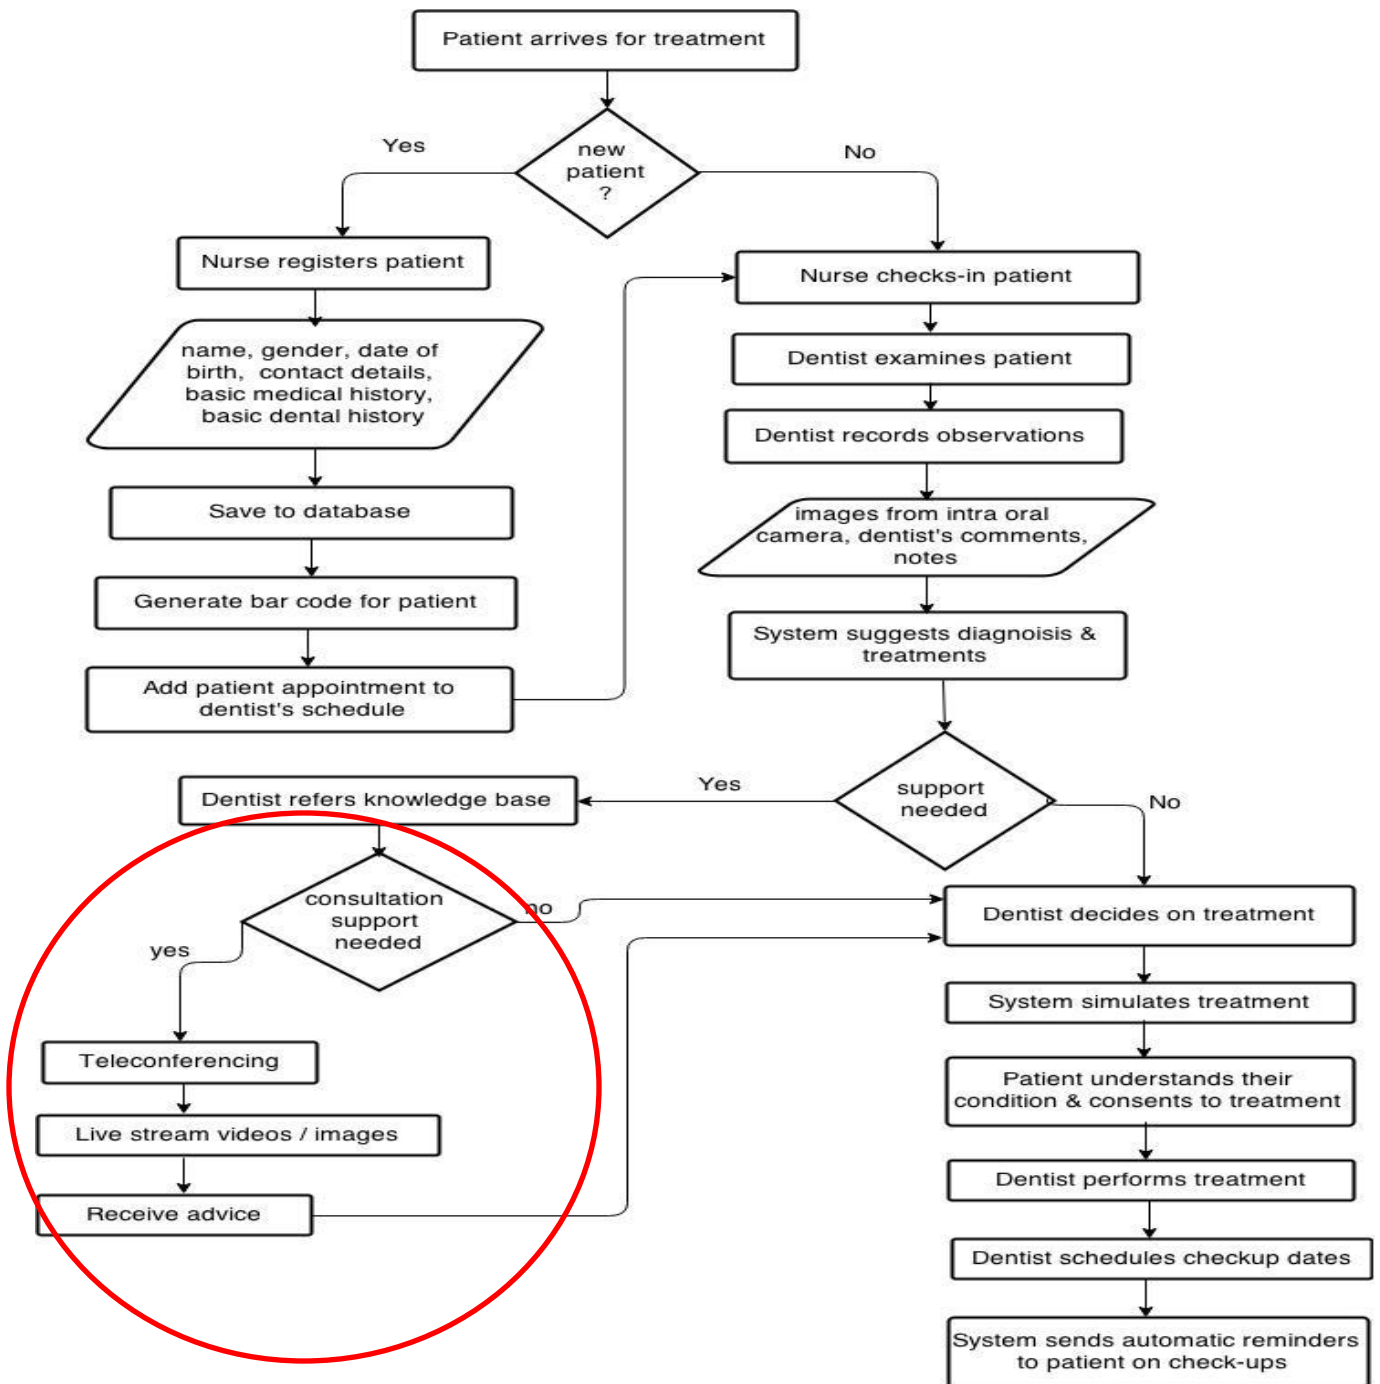 Patient arrives for treatment
new
patient
?
Yes
No
Nurse registers patient
name, gender, date of
birth, contact details,
basic medical history,
basic dental history
Save to database
Generate bar code for patient
Add patient appointment to
dentist's schedule
Nurse checks-in patient
Dentist examines patient
Dentist records observations
images from intra oral
camera, dentist's comments,
notes
System suggests diagnoisis &
treatments
support
needed
Yes
No
Dentist refers knowledge base
consultation
support
needed
no
yes
Teleconferencing
Live stream videos / images
Receive advice
Dentist decides on treatment
System simulates treatment
Patient understands their
condition & consents to treatment
Dentist performs treatment
Dentist schedules checkup dates
System sends automatic reminders
to patient on check-ups